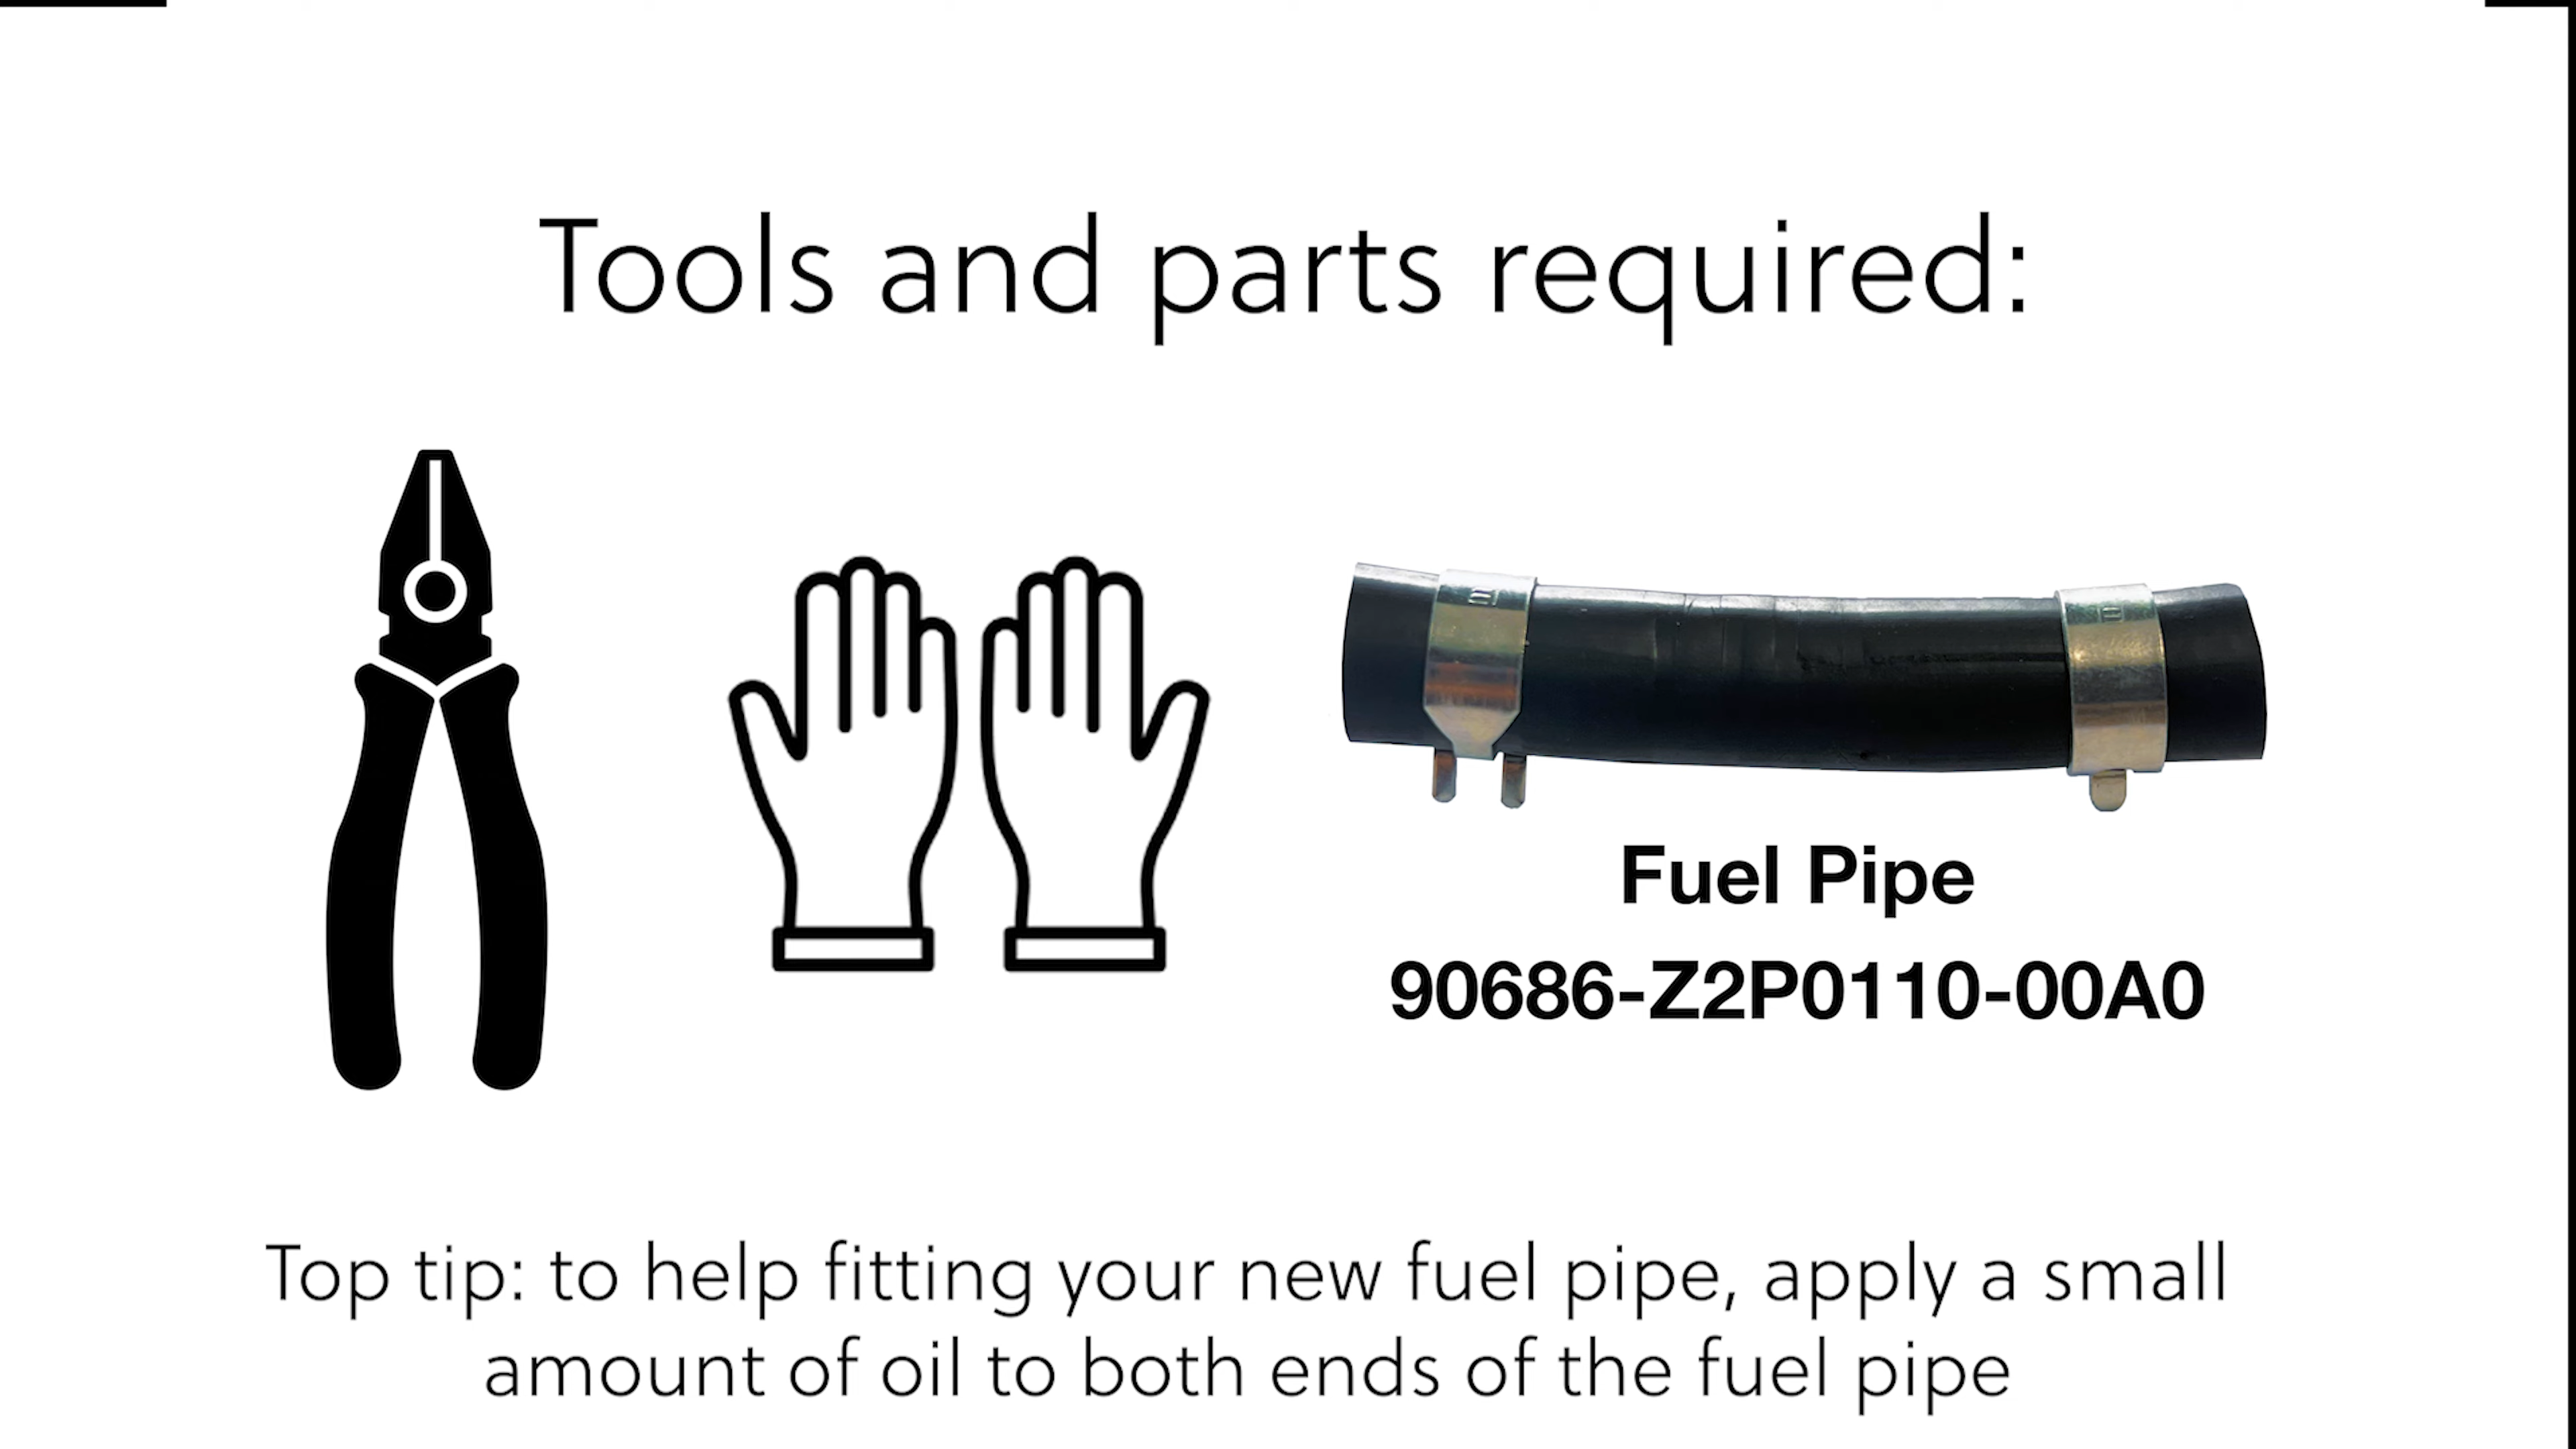 Tools and parts required:
Fuel Pipe
90686-Z2P0110-00A0
Top tip: to help fitting your new fuel pipe, apply a small
amount of oil to both ends of the fuel pipe